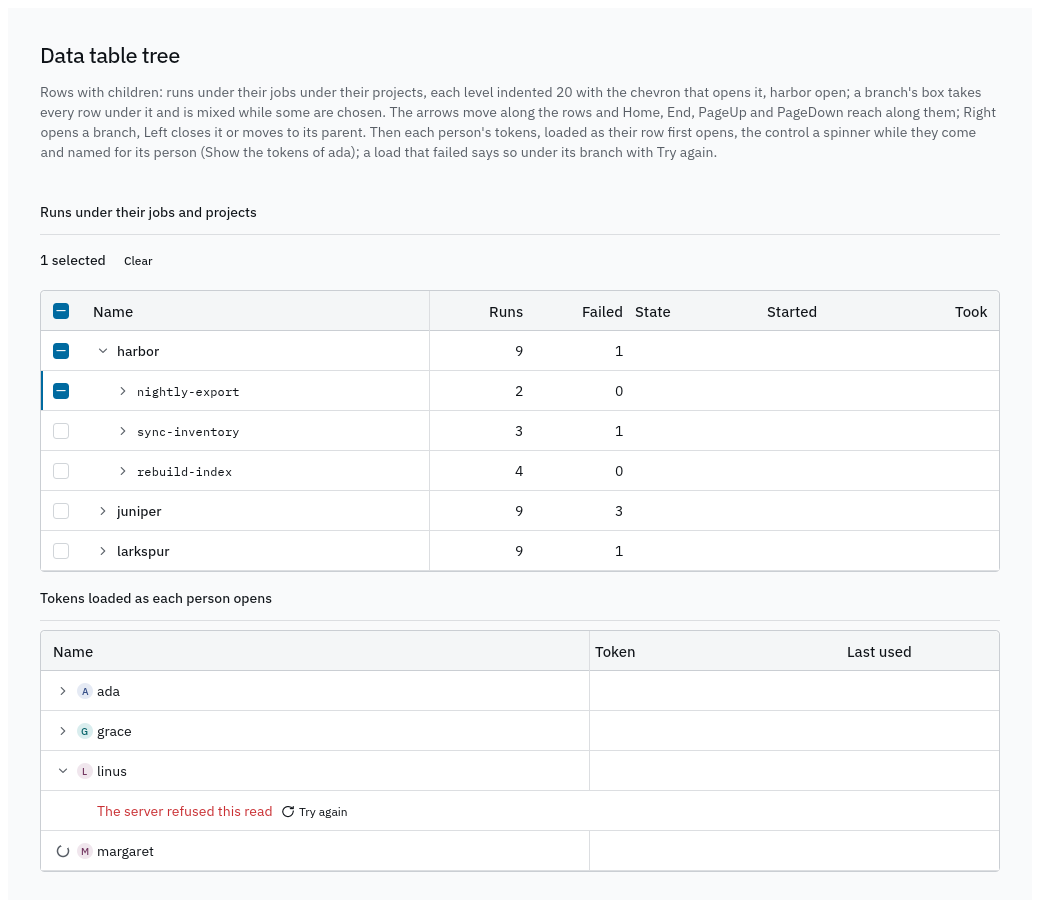 Data table tree
Rows with children: runs under their jobs under their projects, each level indented 20 with the chevron that opens it, harbor open; a branch's box takes
every row under it and is mixed while some are chosen. The arrows move along the rows and Home, End, PageUp and PageDown reach along them; Right
opens a branch, Left closes it or moves to its parent. Then each person's tokens, loaded as their row first opens, the control a spinner while they come
and named for its person (Show the tokens of ada); a load that failed says so under its branch with Try again.
Runs under their jobs and projects
1 selected Clear
Name Runs Failed State Started Took
harbor 9 1
nightly-export 2 0
sync-inventory 3 1
rebuild-index 4 0
juniper 9 3
larkspur 9 1
Tokens loaded as each person opens
Name Token Last used
A ada
G grace
L linus
The server refused this read Try again
M margaret